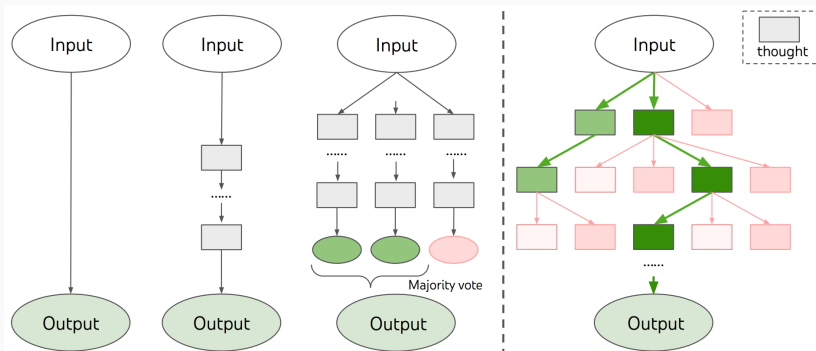 Input
Input
Input
Input
thought
......
...... ...... ......
......
Majority vote
Output
Output
Output
Output